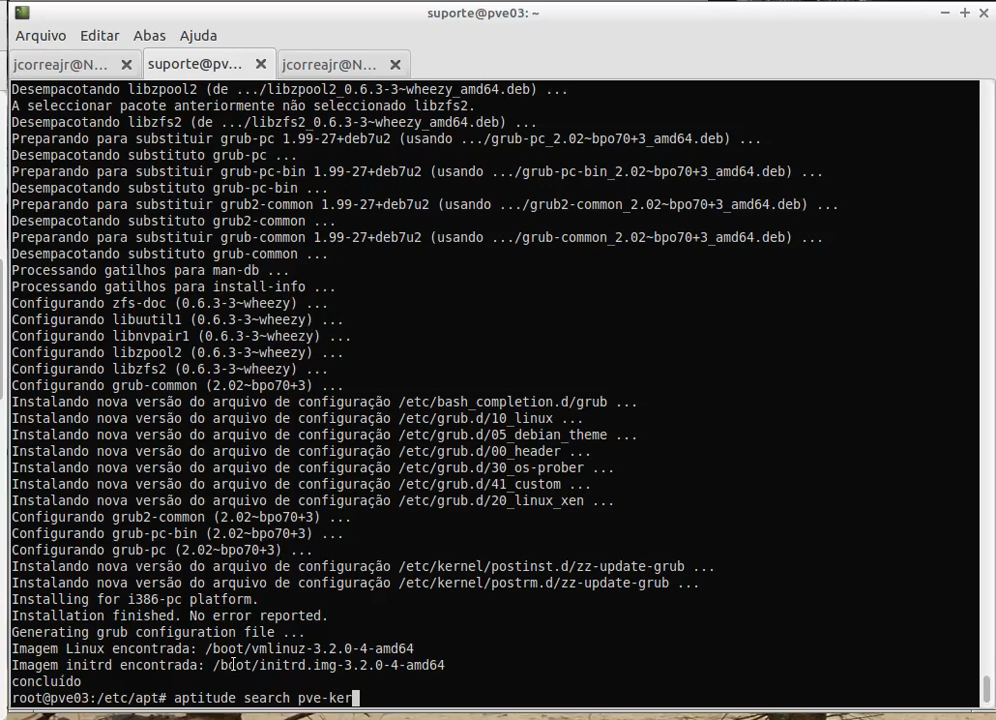 suporte@pve03: ~
Arquivo Editar Abas Ajuda
jcorreajr@N... suporte@pv... jcorreajr@N...
Desempacotando libzpool2 (de .../libzpool2_0.6.3-3~wheezy_amd64.deb) ...
A seleccionar pacote anteriormente não seleccionado libzfs2.
Desempacotando libzfs2 (de .../libzfs2_0.6.3-3~wheezy_amd64.deb) ...
Preparando para substituir grub-pc 1.99-27+deb7u2 (usando .../grub-pc_2.02~bpo70+3_amd64.deb) ...
Desempacotando substituto grub-pc ...
Preparando para substituir grub-pc-bin 1.99-27+deb7u2 (usando .../grub-pc-bin_2.02~bpo70+3_amd64.deb) ...
Desempacotando substituto grub-pc-bin ...
Preparando para substituir grub2-common 1.99-27+deb7u2 (usando .../grub2-common_2.02~bpo70+3_amd64.deb) ...
Desempacotando substituto grub2-common ...
Preparando para substituir grub-common 1.99-27+deb7u2 (usando .../grub-common_2.02~bpo70+3_amd64.deb) ...
Desempacotando substituto grub-common ...
Processando gatilhos para man-db ...
Processando gatilhos para install-info ...
Configurando zfs-doc (0.6.3-3~wheezy) ...
Configurando libuutil1 (0.6.3-3~wheezy) ...
Configurando libnvpair1 (0.6.3-3~wheezy) ...
Configurando libzpool2 (0.6.3-3~wheezy) ...
Configurando libzfs2 (0.6.3-3~wheezy) ...
Configurando grub-common (2.02~bpo70+3) ...
Instalando nova versão do arquivo de configuração /etc/bash_completion.d/grub ...
Instalando nova versão do arquivo de configuração /etc/grub.d/10_linux ...
Instalando nova versão do arquivo de configuração /etc/grub.d/05_debian_theme ...
Instalando nova versão do arquivo de configuração /etc/grub.d/00_header ...
Instalando nova versão do arquivo de configuração /etc/grub.d/30_os-prober ...
Instalando nova versão do arquivo de configuração /etc/grub.d/41_custom ...
Instalando nova versão do arquivo de configuração /etc/grub.d/20_linux_xen ...
Configurando grub2-common (2.02~bpo70+3) ...
Configurando grub-pc-bin (2.02~bpo70+3) ...
Configurando grub-pc (2.02~bpo70+3) ...
Instalando nova versão do arquivo de configuração /etc/kernel/postinst.d/zz-update-grub ...
Instalando nova versão do arquivo de configuração /etc/kernel/postrm.d/zz-update-grub ...
Installing for i386-pc platform.
Installation finished. No error reported.
Generating grub configuration file ...
Imagem Linux encontrada: /boot/vmlinuz-3.2.0-4-amd64
Imagem initrd encontrada: /boot/initrd.img-3.2.0-4-amd64
concluído
root@pve03:/etc/apt# aptitude search pve-ker